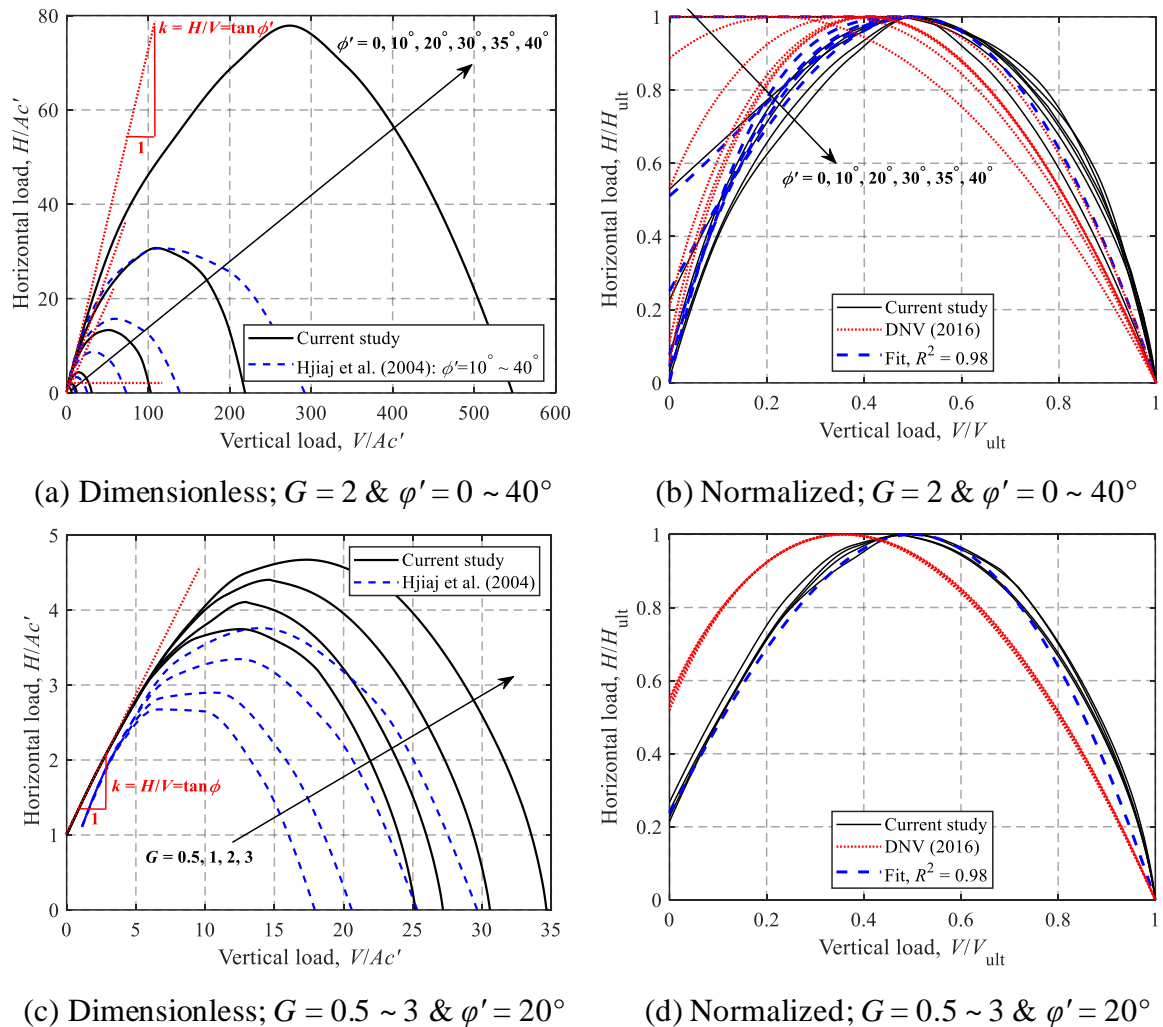 k = H/V=tanϕ′
1
ϕ′ = 0, 10°, 20°, 30°, 35°, 40°
Current study
Hjiaj et al. (2004): ϕ′=10° ~ 40°
80
60
40
20
0
Horizontal load, H/Ac′
0 100 200 300 400 500 600
Vertical load, V/Ac′
(a) Dimensionless; G = 2 & φ′ = 0 ~ 40°
ϕ′ = 0, 10°, 20°, 30°, 35°, 40°
Current study
DNV (2016)
Fit, R² = 0.98
1
0.8
0.6
0.4
0.2
0
Horizontal load, H/Hult
0 0.2 0.4 0.6 0.8 1
Vertical load, V/Vult
(b) Normalized; G = 2 & φ′ = 0 ~ 40°
Current study
Hjiaj et al. (2004)
k = H/V=tanϕ
1
G = 0.5, 1, 2, 3
5
4
3
2
1
0
Horizontal load, H/Ac′
0 5 10 15 20 25 30 35
Vertical load, V/Ac′
(c) Dimensionless; G = 0.5 ~ 3 & φ′ = 20°
Current study
DNV (2016)
Fit, R² = 0.98
1
0.8
0.6
0.4
0.2
0
Horizontal load, H/Hult
0 0.2 0.4 0.6 0.8 1
Vertical load, V/Vult
(d) Normalized; G = 0.5 ~ 3 & φ′ = 20°